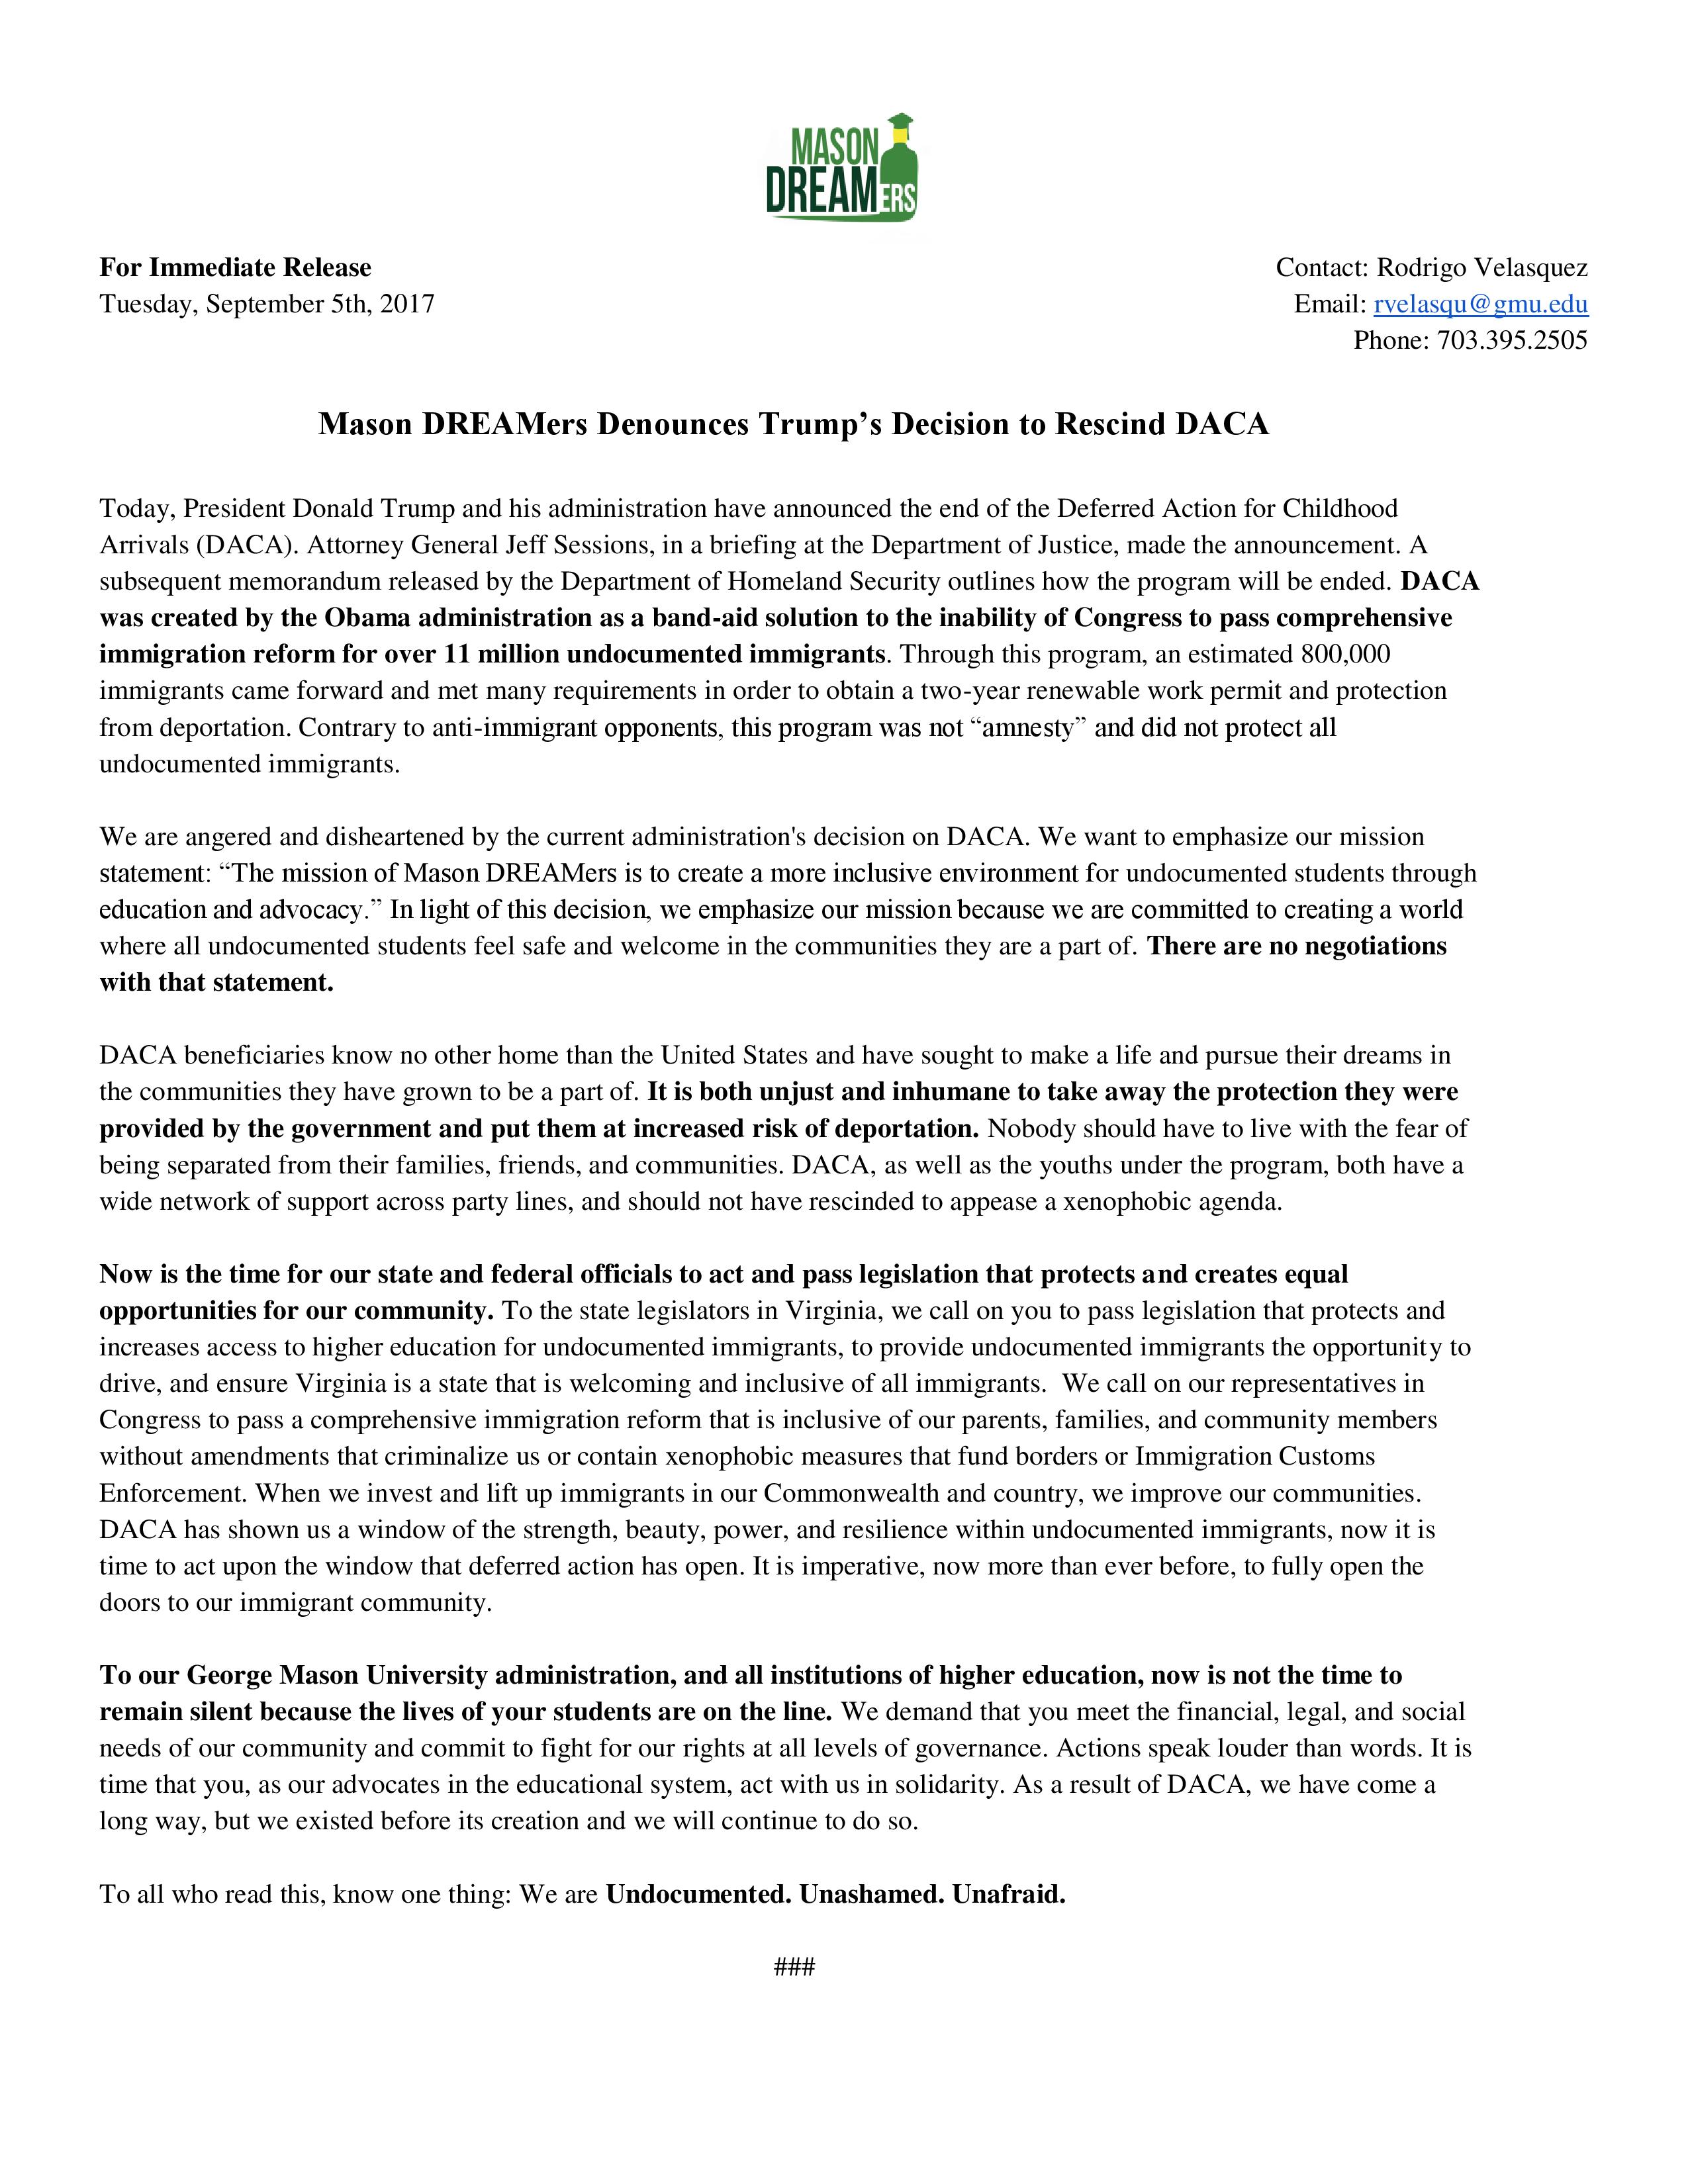 MASON
DREAMERS
For Immediate Release
Tuesday, September 5th, 2017
Contact: Rodrigo Velasquez
Email: rvelasqu@gmu.edu
Phone: 703.395.2505
Mason DREAMers Denounces Trump’s Decision to Rescind DACA
Today, President Donald Trump and his administration have announced the end of the Deferred Action for Childhood
Arrivals (DACA). Attorney General Jeff Sessions, in a briefing at the Department of Justice, made the announcement. A
subsequent memorandum released by the Department of Homeland Security outlines how the program will be ended. DACA
was created by the Obama administration as a band-aid solution to the inability of Congress to pass comprehensive
immigration reform for over 11 million undocumented immigrants. Through this program, an estimated 800,000
immigrants came forward and met many requirements in order to obtain a two-year renewable work permit and protection
from deportation. Contrary to anti-immigrant opponents, this program was not “amnesty” and did not protect all
undocumented immigrants.
We are angered and disheartened by the current administration's decision on DACA. We want to emphasize our mission
statement: “The mission of Mason DREAMers is to create a more inclusive environment for undocumented students through
education and advocacy.” In light of this decision, we emphasize our mission because we are committed to creating a world
where all undocumented students feel safe and welcome in the communities they are a part of. There are no negotiations
with that statement.
DACA beneficiaries know no other home than the United States and have sought to make a life and pursue their dreams in
the communities they have grown to be a part of. It is both unjust and inhumane to take away the protection they were
provided by the government and put them at increased risk of deportation. Nobody should have to live with the fear of
being separated from their families, friends, and communities. DACA, as well as the youths under the program, both have a
wide network of support across party lines, and should not have rescinded to appease a xenophobic agenda.
Now is the time for our state and federal officials to act and pass legislation that protects and creates equal
opportunities for our community. To the state legislators in Virginia, we call on you to pass legislation that protects and
increases access to higher education for undocumented immigrants, to provide undocumented immigrants the opportunity to
drive, and ensure Virginia is a state that is welcoming and inclusive of all immigrants.  We call on our representatives in
Congress to pass a comprehensive immigration reform that is inclusive of our parents, families, and community members
without amendments that criminalize us or contain xenophobic measures that fund borders or Immigration Customs
Enforcement. When we invest and lift up immigrants in our Commonwealth and country, we improve our communities.
DACA has shown us a window of the strength, beauty, power, and resilience within undocumented immigrants, now it is
time to act upon the window that deferred action has open. It is imperative, now more than ever before, to fully open the
doors to our immigrant community.
To our George Mason University administration, and all institutions of higher education, now is not the time to
remain silent because the lives of your students are on the line. We demand that you meet the financial, legal, and social
needs of our community and commit to fight for our rights at all levels of governance. Actions speak louder than words. It is
time that you, as our advocates in the educational system, act with us in solidarity. As a result of DACA, we have come a
long way, but we existed before its creation and we will continue to do so.
To all who read this, know one thing: We are Undocumented. Unashamed. Unafraid.
###